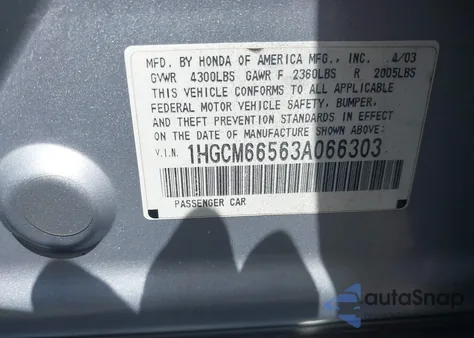 MFD. BY HONDA OF AMERICA MFG., INC. 4/03
GVWR 4300LBS GAWR F 2360LBS R 2005LBS
THIS VEHICLE CONFORMS TO ALL APPLICABLE
FEDERAL MOTOR VEHICLE SAFETY, BUMPER,
AND THEFT PREVENTION STANDARDS IN EFFECT
ON THE DATE OF MANUFACTURE SHOWN ABOVE.
V.I.N. 1HGCM66563A066303
PASSENGER CAR
autaSnap